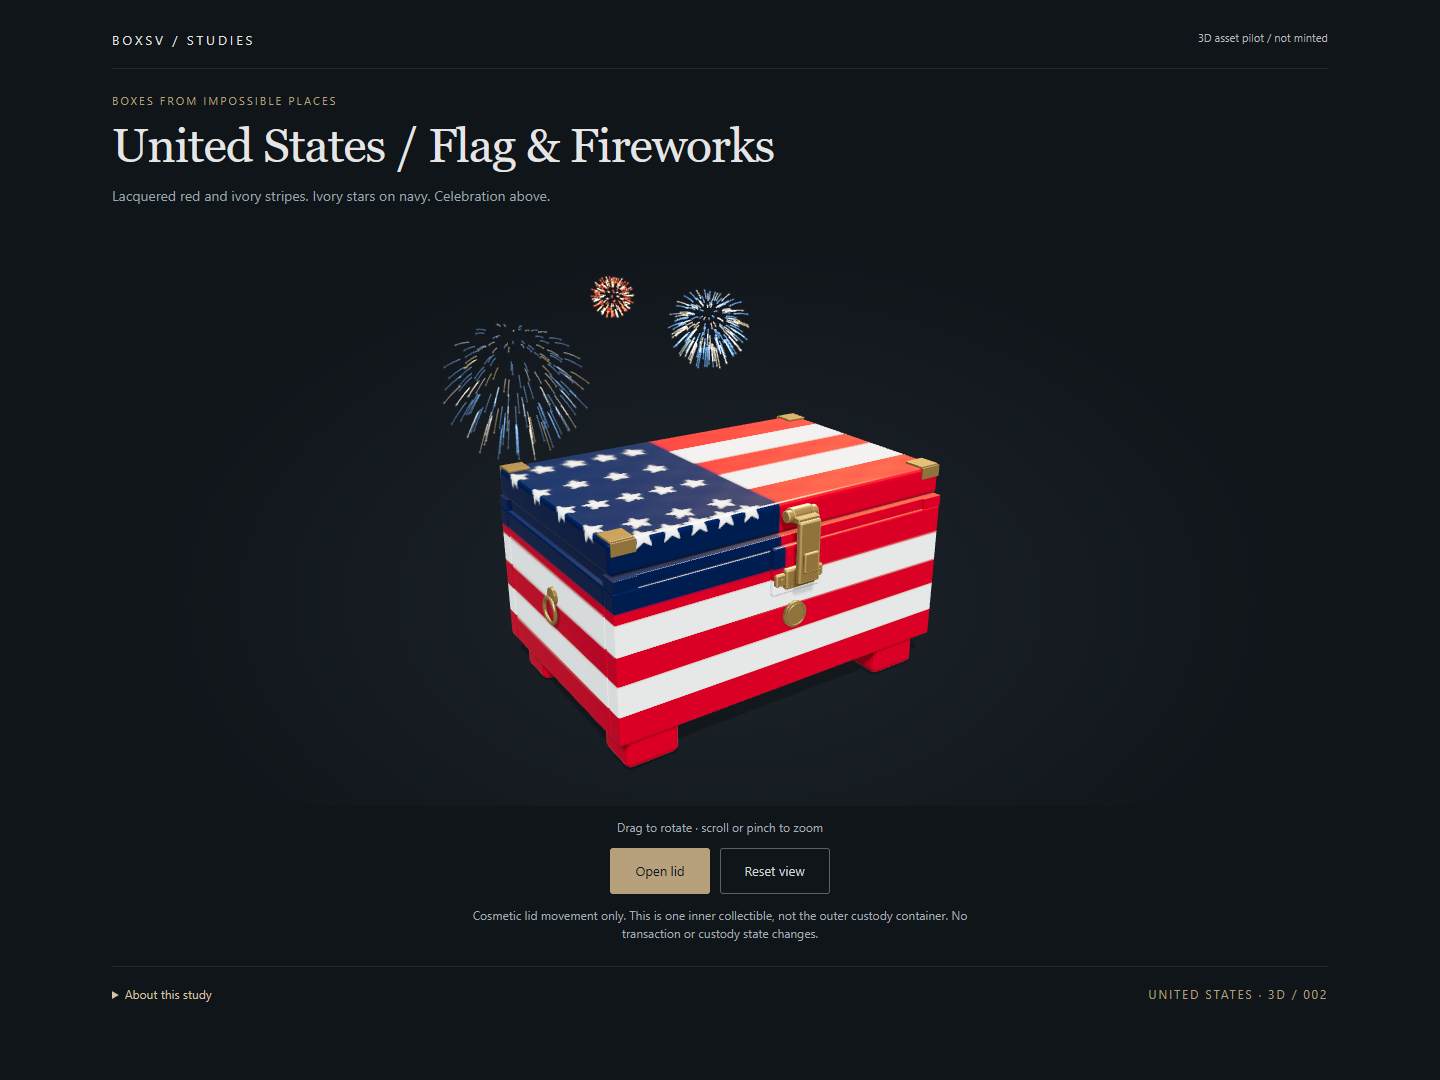 BOXSV / STUDIES
3D asset pilot / not minted
BOXES FROM IMPOSSIBLE PLACES
United States / Flag & Fireworks
Lacquered red and ivory stripes. Ivory stars on navy. Celebration above.
Drag to rotate · scroll or pinch to zoom
Open lid
Reset view
Cosmetic lid movement only. This is one inner collectible, not the outer custody container. No
transaction or custody state changes.
About this study
UNITED STATES · 3D / 002